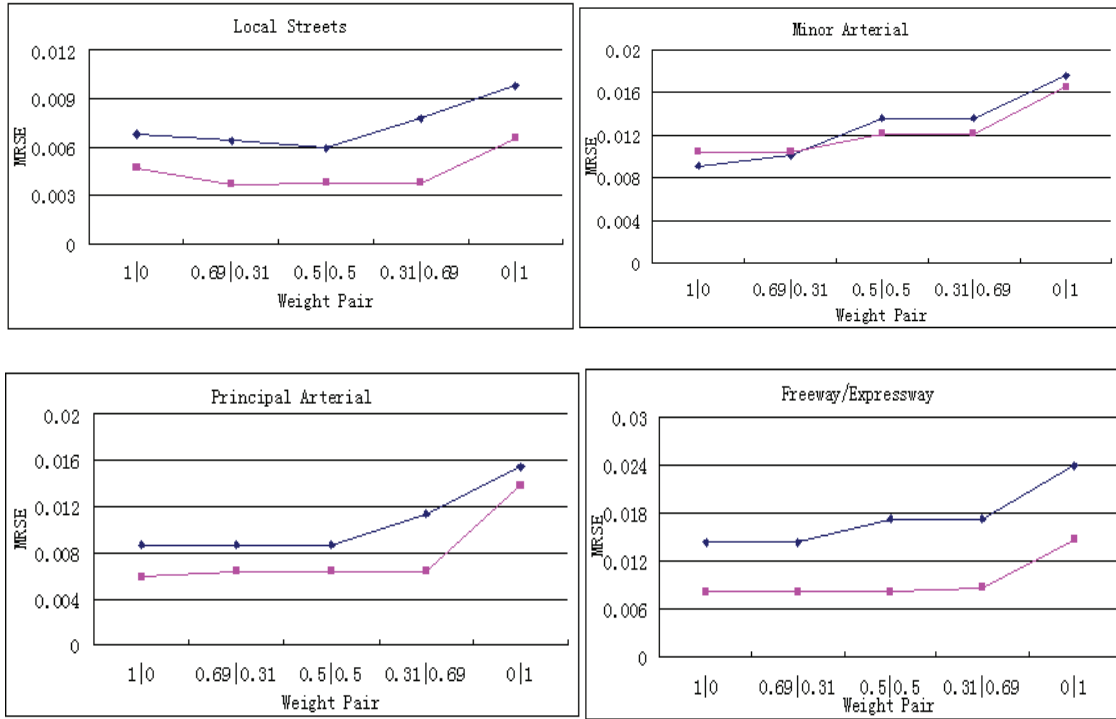 Local Streets
0.012
0.009
0.006
0.003
0
MRSE
1|0 0.69|0.31 0.5|0.5 0.31|0.69 0|1
Weight Pair
Minor Arterial
0.02
0.016
0.012
0.008
0.004
0
MRSE
1|0 0.69|0.31 0.5|0.5 0.31|0.69 0|1
Weight Pair
Principal Arterial
0.02
0.016
0.012
0.008
0.004
0
MRSE
1|0 0.69|0.31 0.5|0.5 0.31|0.69 0|1
Weight Pair
Freeway/Expressway
0.03
0.024
0.018
0.012
0.006
0
MRSE
1|0 0.69|0.31 0.5|0.5 0.31|0.69 0|1
Weight Pair